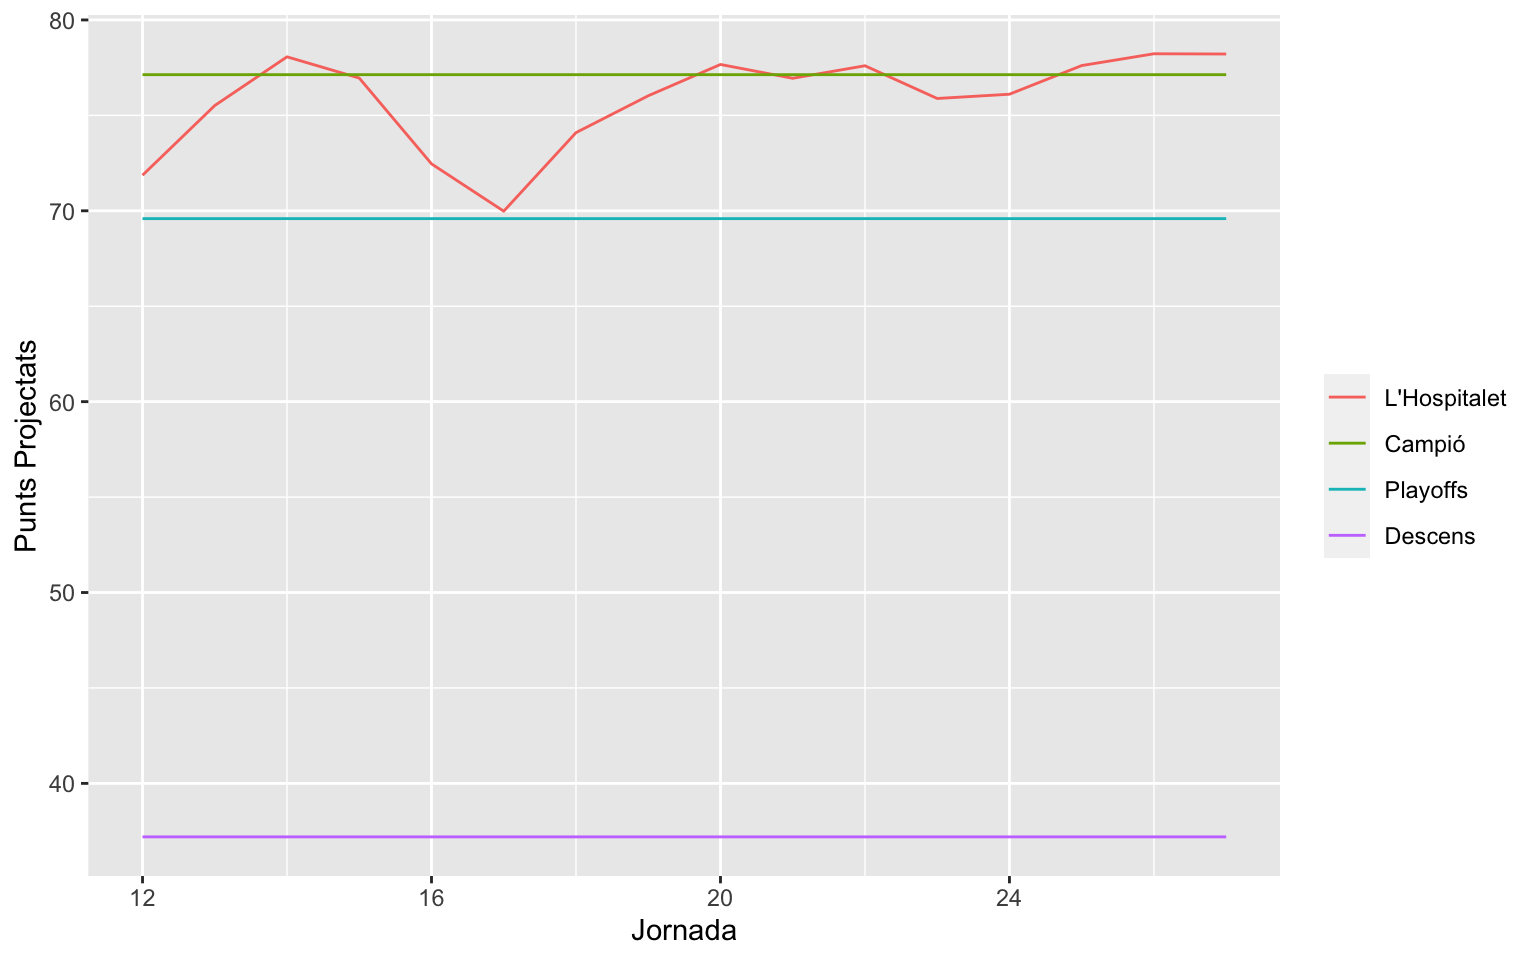 80
70
60
50
40
Punts Projectats
12 16 20 24
Jornada
L'Hospitalet
Campió
Playoffs
Descens